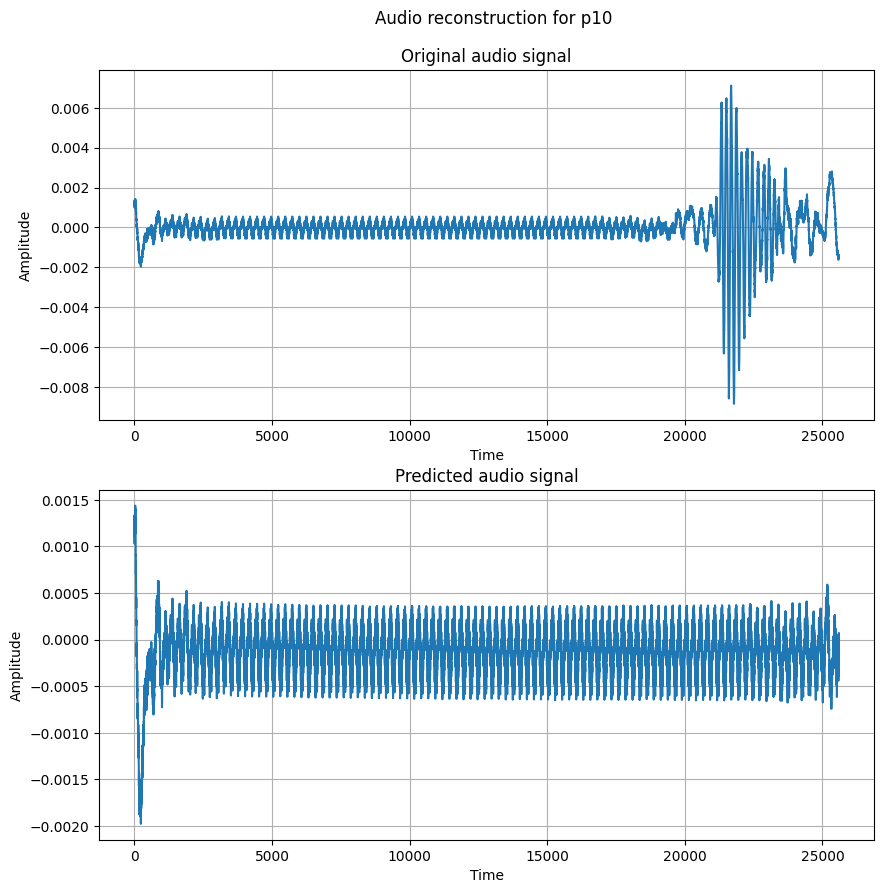 Audio reconstruction for p10
Original audio signal
0.006
0.004
0.002
0.000
−0.002
−0.004
−0.006
−0.008
Amplitude
0 5000 10000 15000 20000 25000
Time
Predicted audio signal
0.0015
0.0010
0.0005
0.0000
−0.0005
−0.0010
−0.0015
−0.0020
Amplitude
0 5000 10000 15000 20000 25000
Time